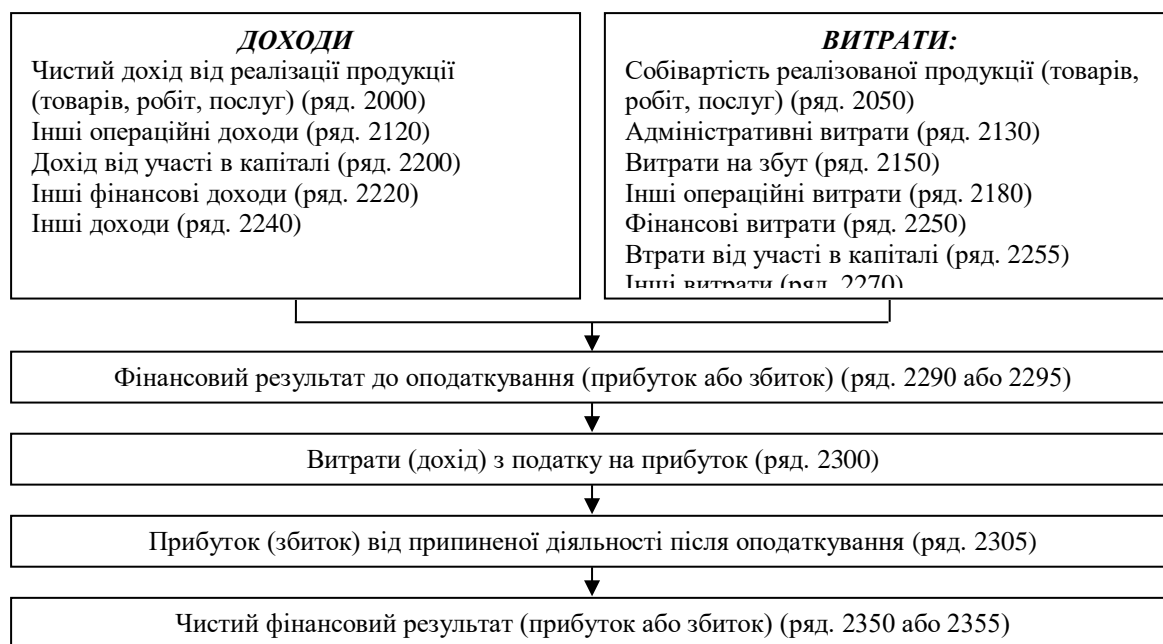 ДОХОДИ
Чистий дохід від реалізації продукції
(товарів, робіт, послуг) (ряд. 2000)
Інші операційні доходи (ряд. 2120)
Дохід від участі в капіталі (ряд. 2200)
Інші фінансові доходи (ряд. 2220)
Інші доходи (ряд. 2240)
ВИТРАТИ:
Собівартість реалізованої продукції (товарів,
робіт, послуг) (ряд. 2050)
Адміністративні витрати (ряд. 2130)
Витрати на збут (ряд. 2150)
Інші операційні витрати (ряд. 2180)
Фінансові витрати (ряд. 2250)
Втрати від участі в капіталі (ряд. 2255)
Інші витрати (ряд. 2270)
Фінансовий результат до оподаткування (прибуток або збиток) (ряд. 2290 або 2295)
Витрати (дохід) з податку на прибуток (ряд. 2300)
Прибуток (збиток) від припиненої діяльності після оподаткування (ряд. 2305)
Чистий фінансовий результат (прибуток або збиток) (ряд. 2350 або 2355)